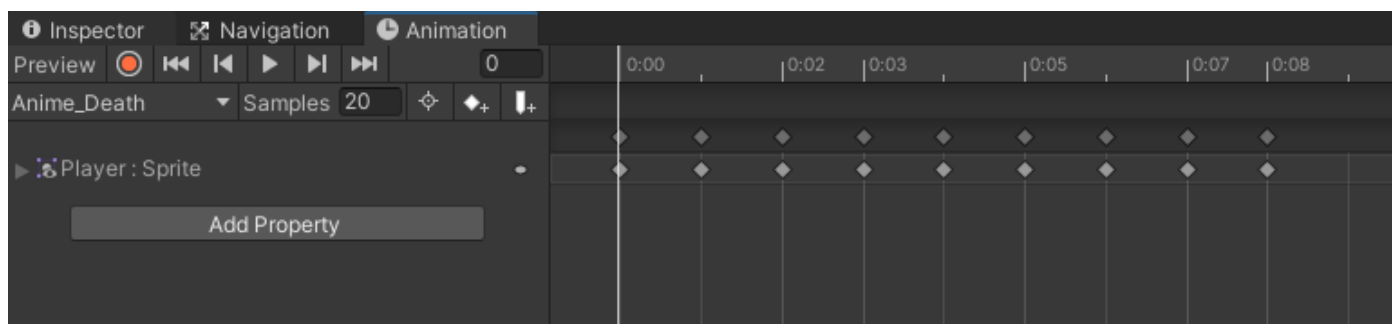 Inspector Navigation Animation
Preview 0 0:00 0:02 0:03 0:05 0:07 0:08
Anime_Death Samples 20
Player : Sprite
Add Property